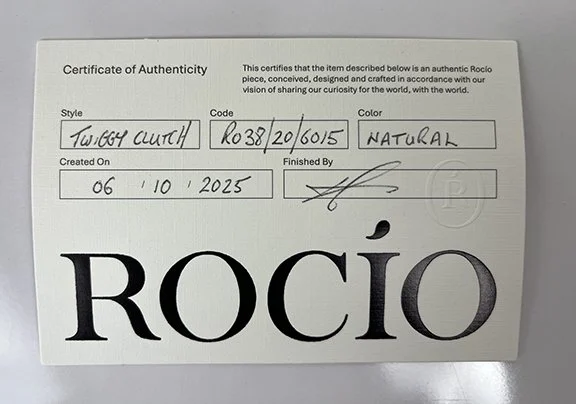 Certificate of Authenticity
This certifies that the item described below is an authentic Rocío
piece, conceived, designed and crafted in accordance with our
vision of sharing our curiosity for the world, with the world.
Style Code Color
TWIGGY CLUTCH RO38/20/6015 NATURAL
Created On Finished By
06 / 10 / 2025
ROCÍO